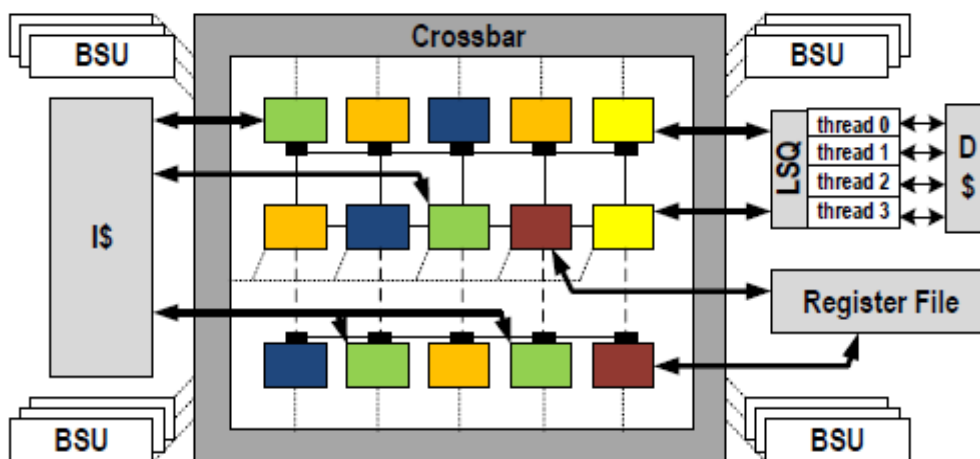 BSU
Crossbar
BSU
I$
LSQ
thread 0
thread 1
thread 2
thread 3
D
$
Register File
BSU
BSU